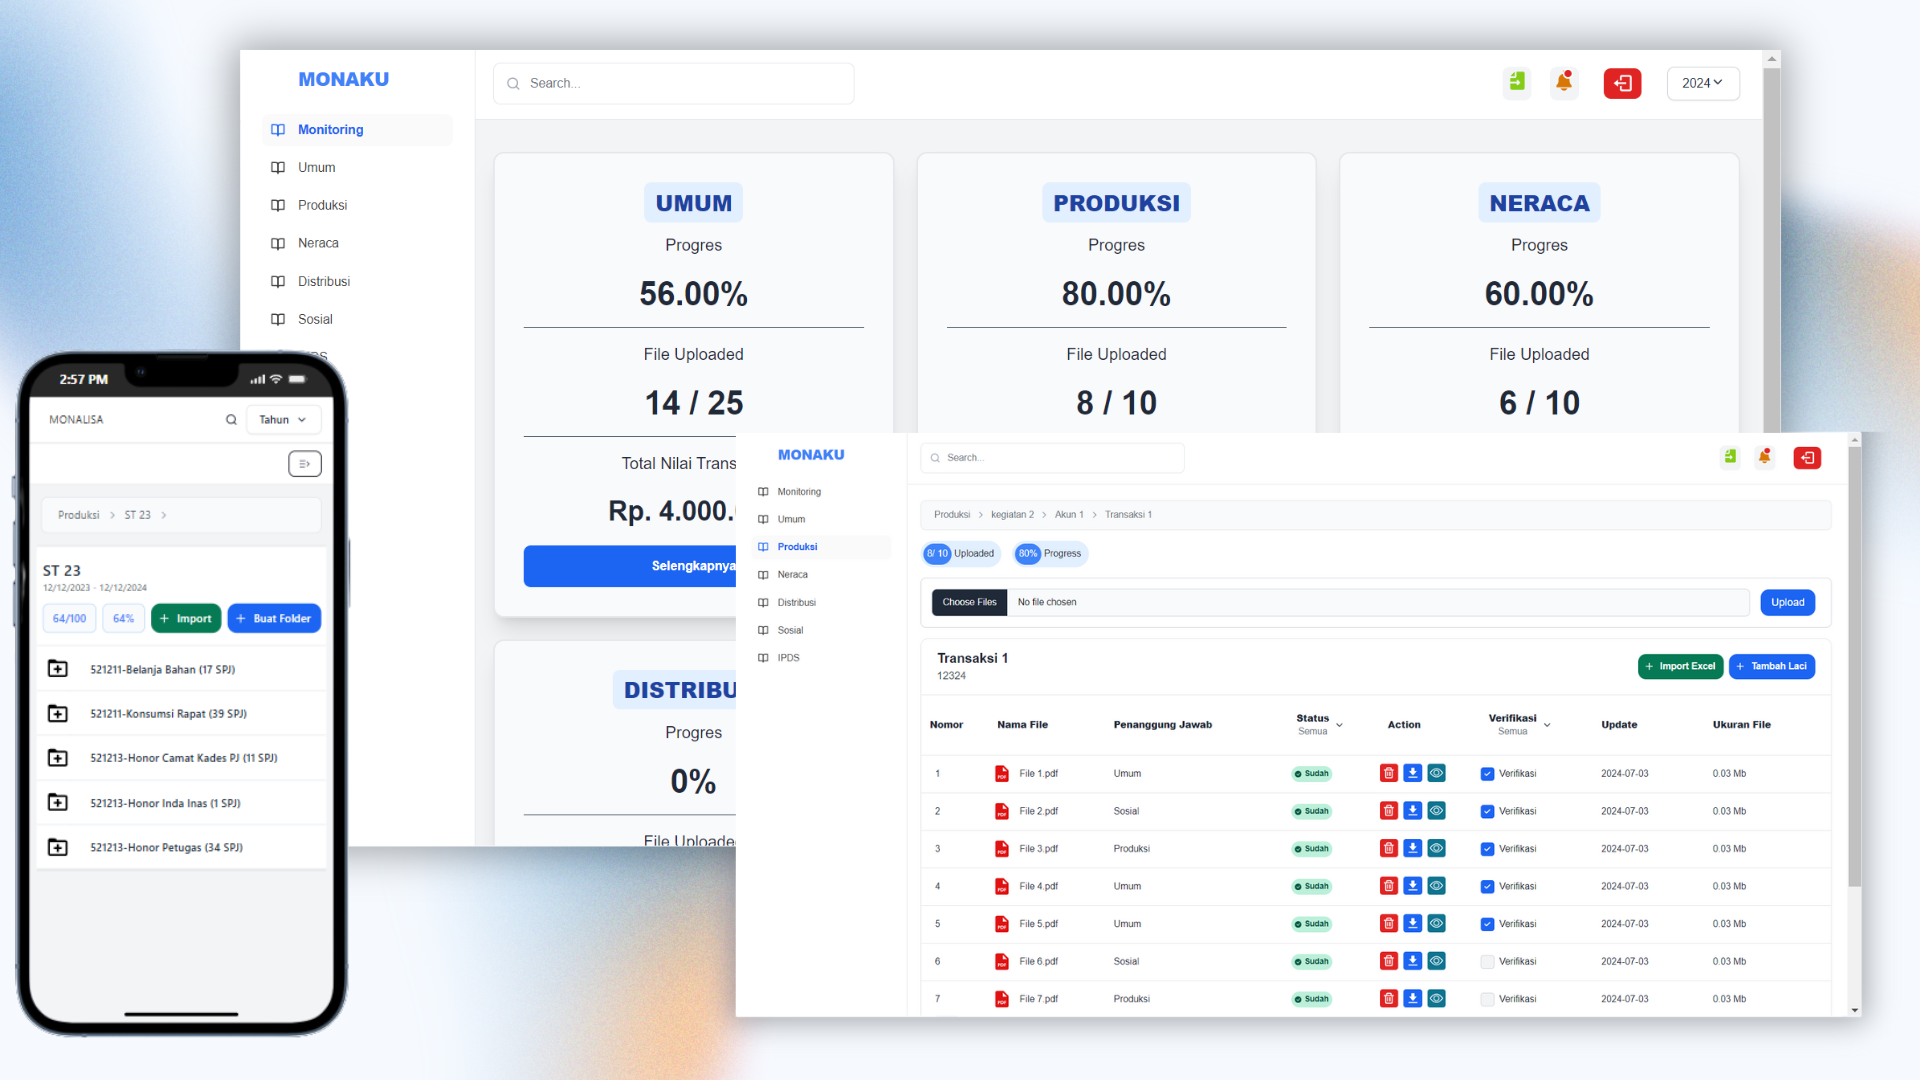 MONAKU
Search...
2024
Monitoring
Umum
Produksi
Neraca
Distribusi
Sosial
UMUM
Progres
56.00%
File Uploaded
14 / 25
Rp. 4.000.
Selengkapnya
PRODUKSI
Progres
80.00%
File Uploaded
8 / 10
NERACA
Progres
60.00%
File Uploaded
6 / 10
Progres
0%
2:57 PM
MONALISA
Tahun
Produksi > ST 23 >
ST 23
12/12/2023 - 12/12/2024
64/100 64% + Import + Buat Folder
521211-Belanja Bahan (17 SPJ)
521211-Konsumsi Rapat (39 SPJ)
521213-Honor Camat Kades PJ (11 SPJ)
521213-Honor Inda Inas (1 SPJ)
521213-Honor Petugas (34 SPJ)
MONAKU
Search...
Monitoring
Umum
Produksi
Neraca
Distribusi
Sosial
IPDS
Produksi > kegiatan 2 > Akun 1 > Transaksi 1
8/ 10 Uploaded 80% Progress
Choose Files No file chosen Upload
Transaksi 1
12324
+ Import Excel + Tambah Laci
Nomor Nama File Penanggung Jawab Status Semua Action Verifikasi Semua Update Ukuran File
1 PDF File 1.pdf Umum Sudah Verifikasi 2024-07-03 0.03 Mb
2 PDF File 2.pdf Sosial Sudah Verifikasi 2024-07-03 0.03 Mb
3 PDF File 3.pdf Produksi Sudah Verifikasi 2024-07-03 0.03 Mb
4 PDF File 4.pdf Umum Sudah Verifikasi 2024-07-03 0.03 Mb
5 PDF File 5.pdf Umum Sudah Verifikasi 2024-07-03 0.03 Mb
6 PDF File 6.pdf Sosial Sudah Verifikasi 2024-07-03 0.03 Mb
7 PDF File 7.pdf Produksi Sudah Verifikasi 2024-07-03 0.03 Mb